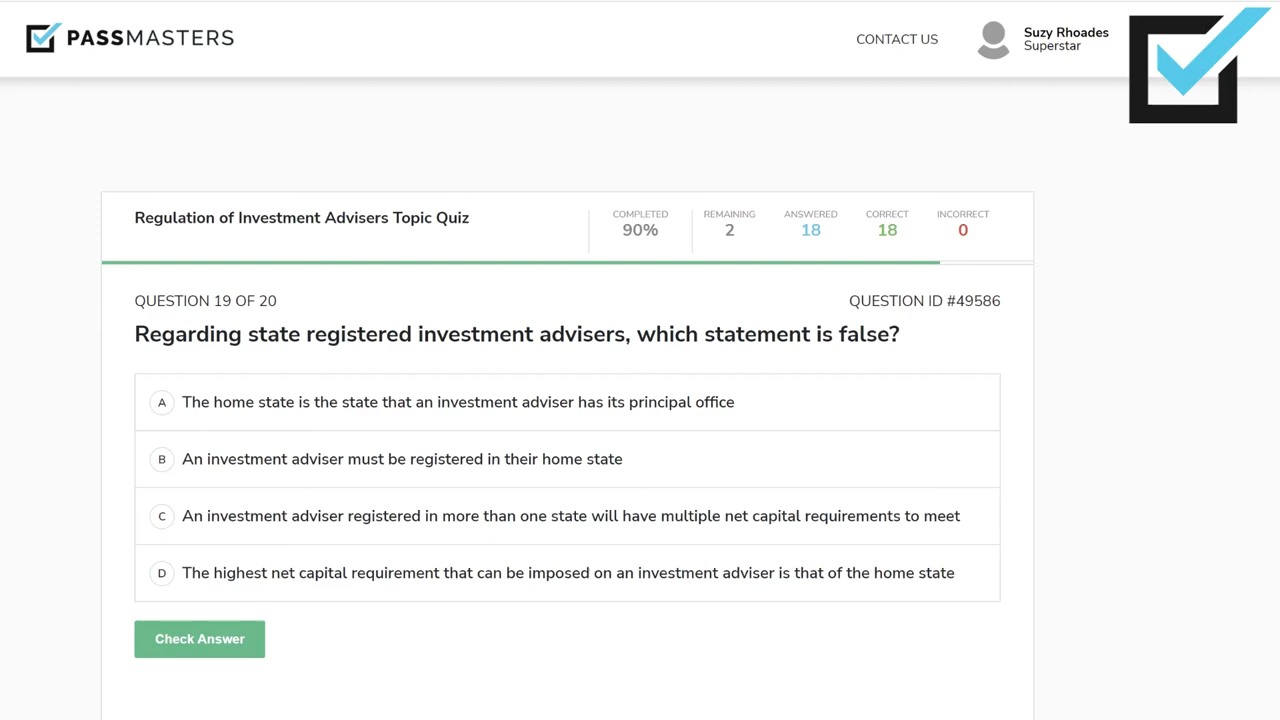 PASSMASTERS
CONTACT US
Suzy Rhoades
Superstar
Regulation of Investment Advisers Topic Quiz
COMPLETED
90%
REMAINING
2
ANSWERED
18
CORRECT
18
INCORRECT
0
QUESTION 19 OF 20
QUESTION ID #49586
Regarding state registered investment advisers, which statement is false?
A The home state is the state that an investment adviser has its principal office
B An investment adviser must be registered in their home state
C An investment adviser registered in more than one state will have multiple net capital requirements to meet
D The highest net capital requirement that can be imposed on an investment adviser is that of the home state
Check Answer